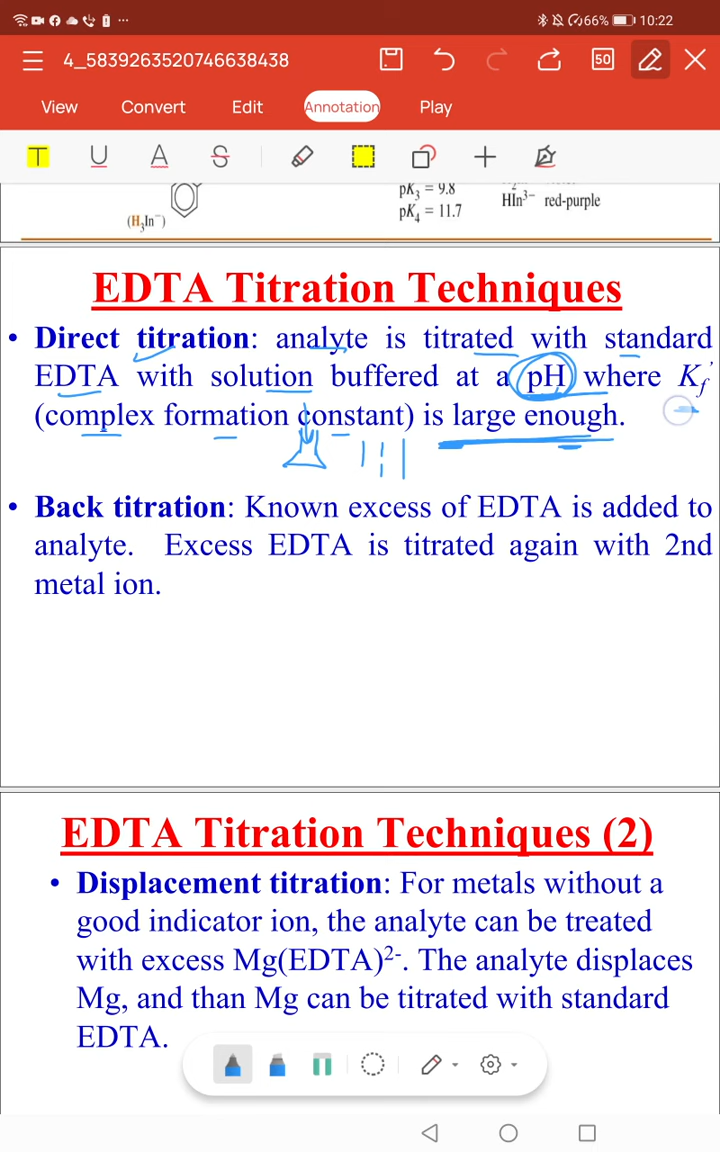 66% 10:22
4_5839263520746638438
50
View Convert Edit Annotation Play
T U A S
pK3 = 9.8
HIn3− red-purple
pK4 = 11.7
(H3In−)
EDTA Titration Techniques
• Direct titration: analyte is titrated with standard
EDTA with solution buffered at a pH where Kf'
(complex formation constant) is large enough.
1:1
• Back titration: Known excess of EDTA is added to
analyte. Excess EDTA is titrated again with 2nd
metal ion.
EDTA Titration Techniques (2)
• Displacement titration: For metals without a
good indicator ion, the analyte can be treated
with excess Mg(EDTA)2-. The analyte displaces
Mg, and than Mg can be titrated with standard
EDTA.